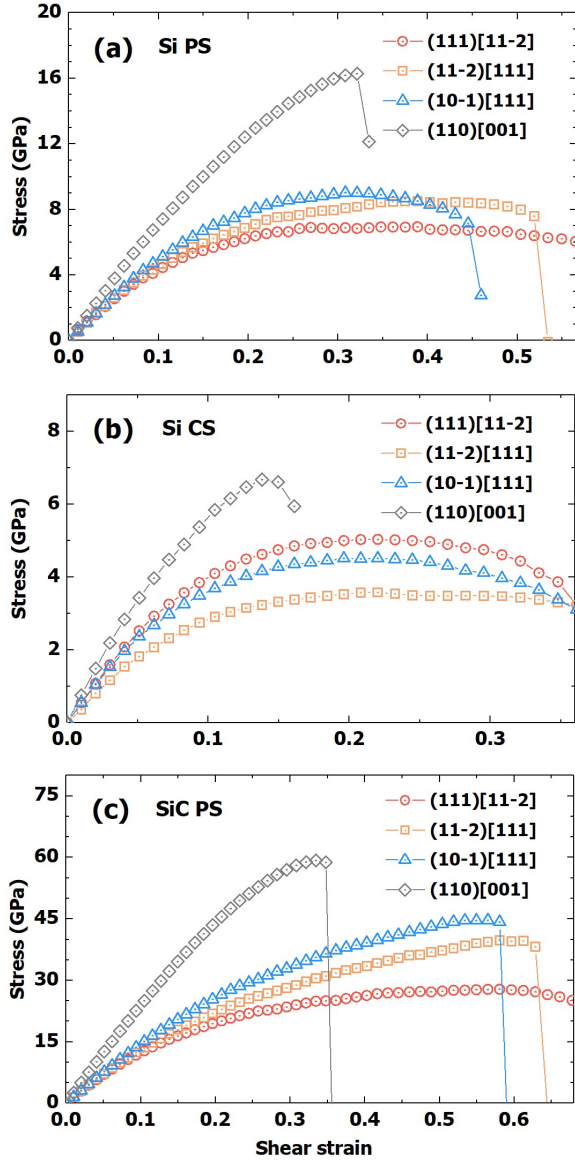 20
(a) Si PS
(111)[11-2]
(11-2)[111]
(10-1)[111]
(110)[001]
16
12
8
4
0
Stress (GPa)
0.0 0.1 0.2 0.3 0.4 0.5
(b) Si CS
(111)[11-2]
(11-2)[111]
(10-1)[111]
(110)[001]
8
6
4
2
0
Stress (GPa)
0.0 0.1 0.2 0.3
(c) SiC PS
(111)[11-2]
(11-2)[111]
(10-1)[111]
(110)[001]
75
60
45
30
15
0
Stress (GPa)
0.0 0.1 0.2 0.3 0.4 0.5 0.6
Shear strain